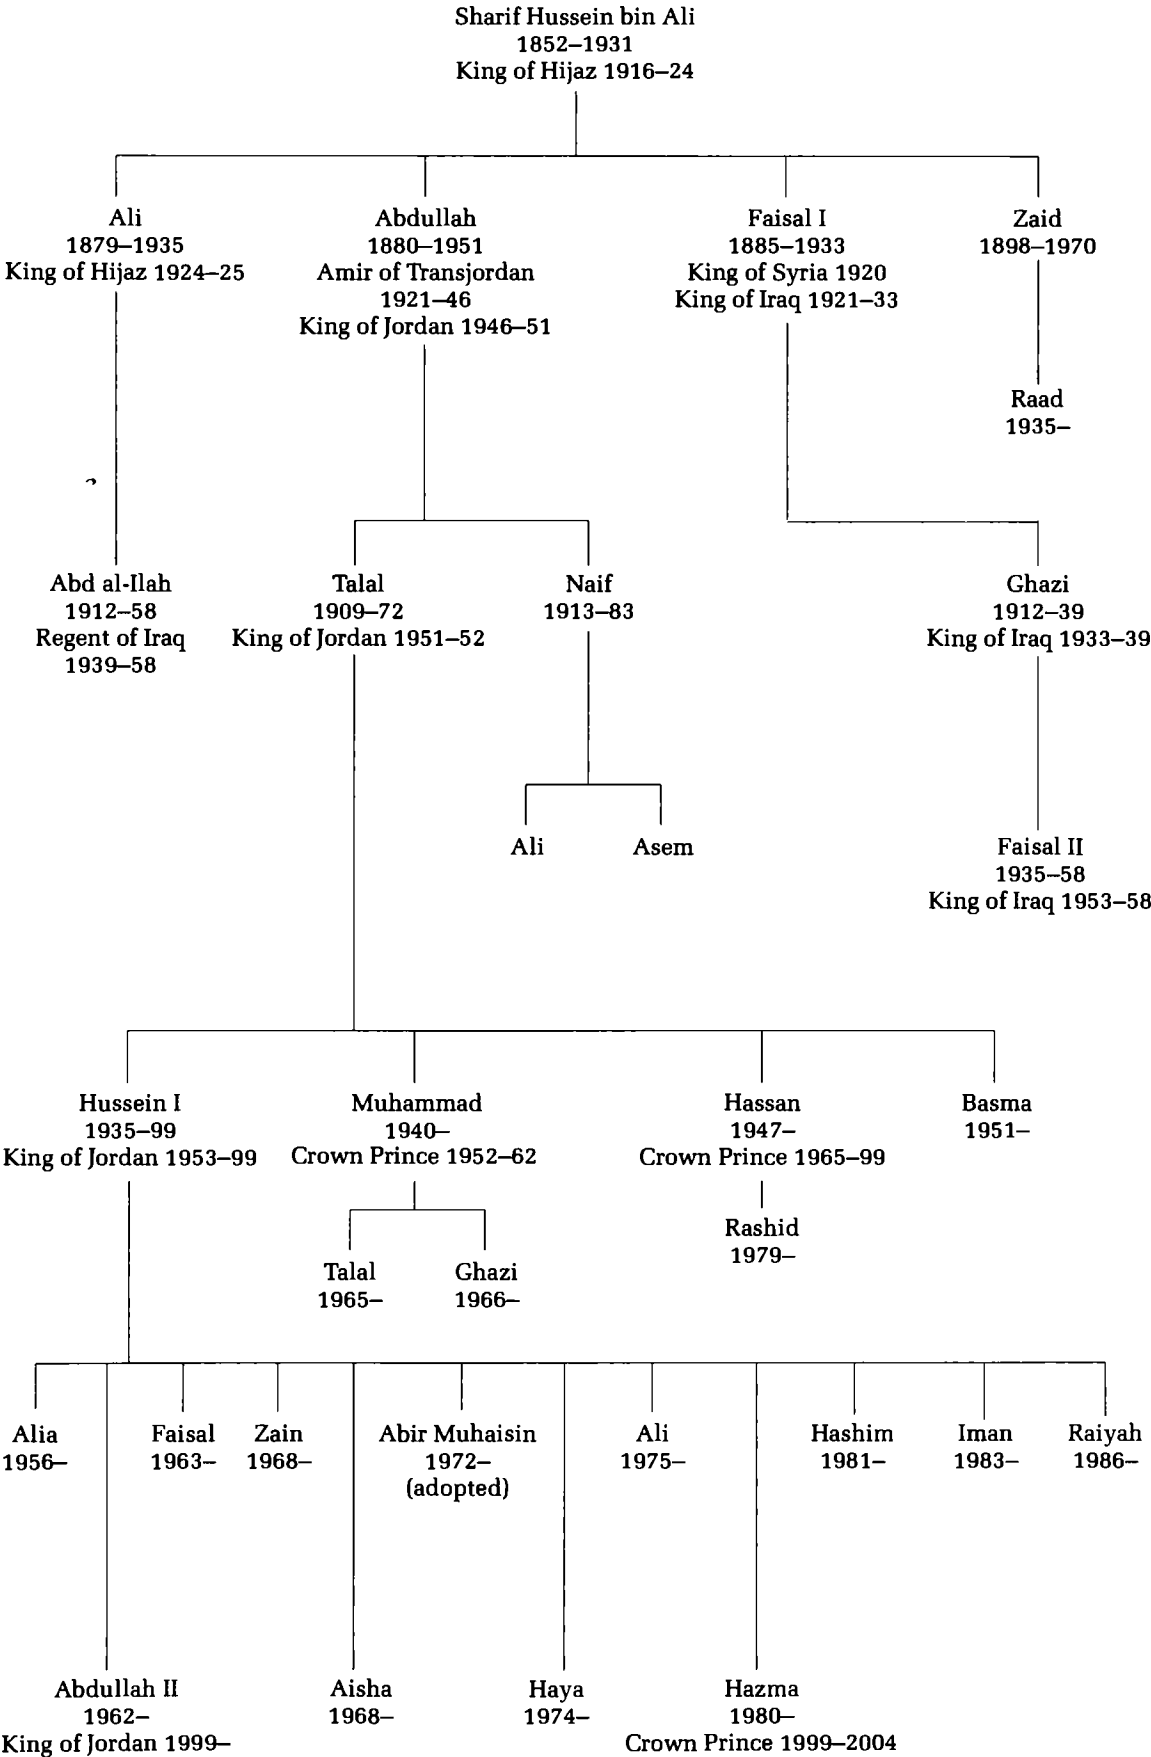 Sharif Hussein bin Ali
1852–1931
King of Hijaz 1916–24
Ali
1879–1935
King of Hijaz 1924–25
Abdullah
1880–1951
Amir of Transjordan
1921–46
King of Jordan 1946–51
Faisal I
1885–1933
King of Syria 1920
King of Iraq 1921–33
Zaid
1898–1970
Raad
1935–
Abd al-Ilah
1912–58
Regent of Iraq
1939–58
Talal
1909–72
King of Jordan 1951–52
Naif
1913–83
Ghazi
1912–39
King of Iraq 1933–39
Ali
Asem
Faisal II
1935–58
King of Iraq 1953–58
Hussein I
1935–99
King of Jordan 1953–99
Muhammad
1940–
Crown Prince 1952–62
Hassan
1947–
Crown Prince 1965–99
Basma
1951–
Rashid
1979–
Talal
1965–
Ghazi
1966–
Alia
1956–
Faisal
1963–
Zain
1968–
Abir Muhaisin
1972–
(adopted)
Ali
1975–
Hashim
1981–
Iman
1983–
Raiyah
1986–
Abdullah II
1962–
King of Jordan 1999–
Aisha
1968–
Haya
1974–
Hazma
1980–
Crown Prince 1999–2004